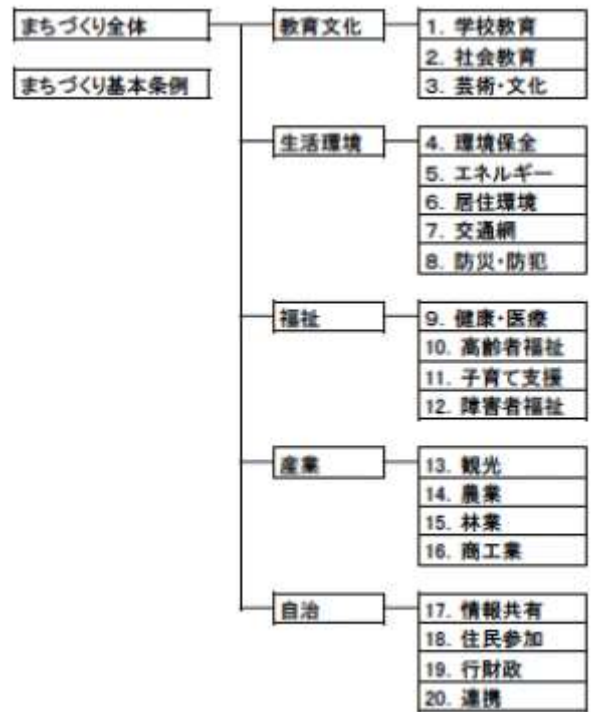 まちづくり全体
まちづくり基本条例
教育文化
1. 学校教育
2. 社会教育
3. 芸術・文化
生活環境
4. 環境保全
5. エネルギー
6. 居住環境
7. 交通網
8. 防災・防犯
福祉
9. 健康・医療
10. 高齢者福祉
11. 子育て支援
12. 障害者福祉
産業
13. 観光
14. 農業
15. 林業
16. 商工業
自治
17. 情報共有
18. 住民参加
19. 行財政
20. 連携